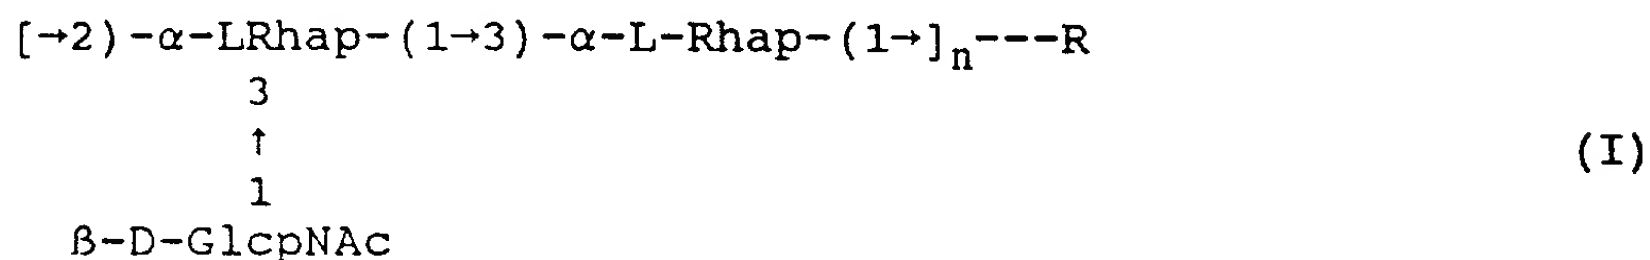 [→2)-α-LRhap-(1→3)-α-L-Rhap-(1→]n---R
3
↑
(I)
1
ß-D-GlcpNAc